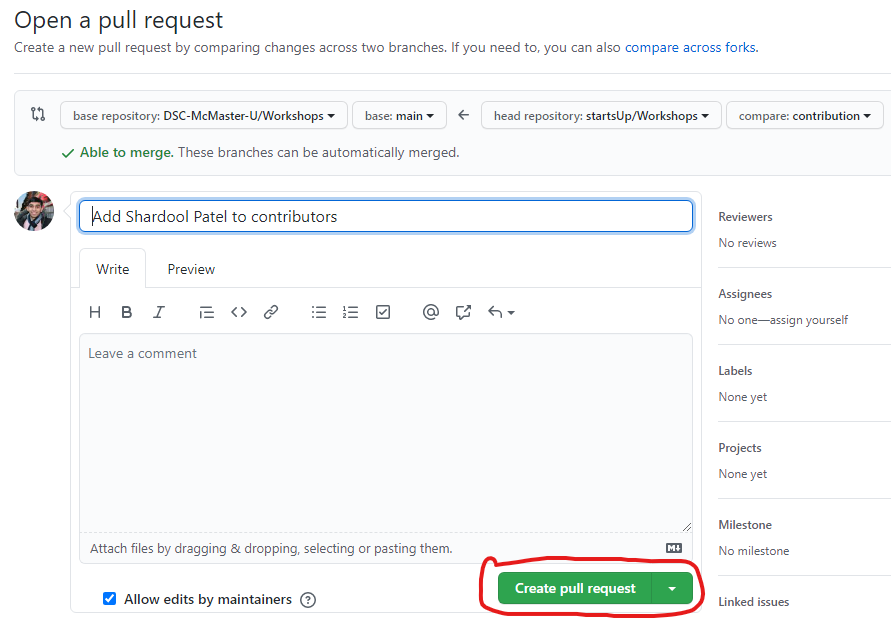 Open a pull request
Create a new pull request by comparing changes across two branches. If you need to, you can also compare across forks.
base repository: DSC-McMaster-U/Workshops
base: main
head repository: startsUp/Workshops
compare: contribution
Able to merge. These branches can be automatically merged.
Add Shardool Patel to contributors
Write
Preview
H B I
Leave a comment
Attach files by dragging & dropping, selecting or pasting them.
Allow edits by maintainers
Create pull request
Reviewers
No reviews
Assignees
No one—assign yourself
Labels
None yet
Projects
None yet
Milestone
No milestone
Linked issues